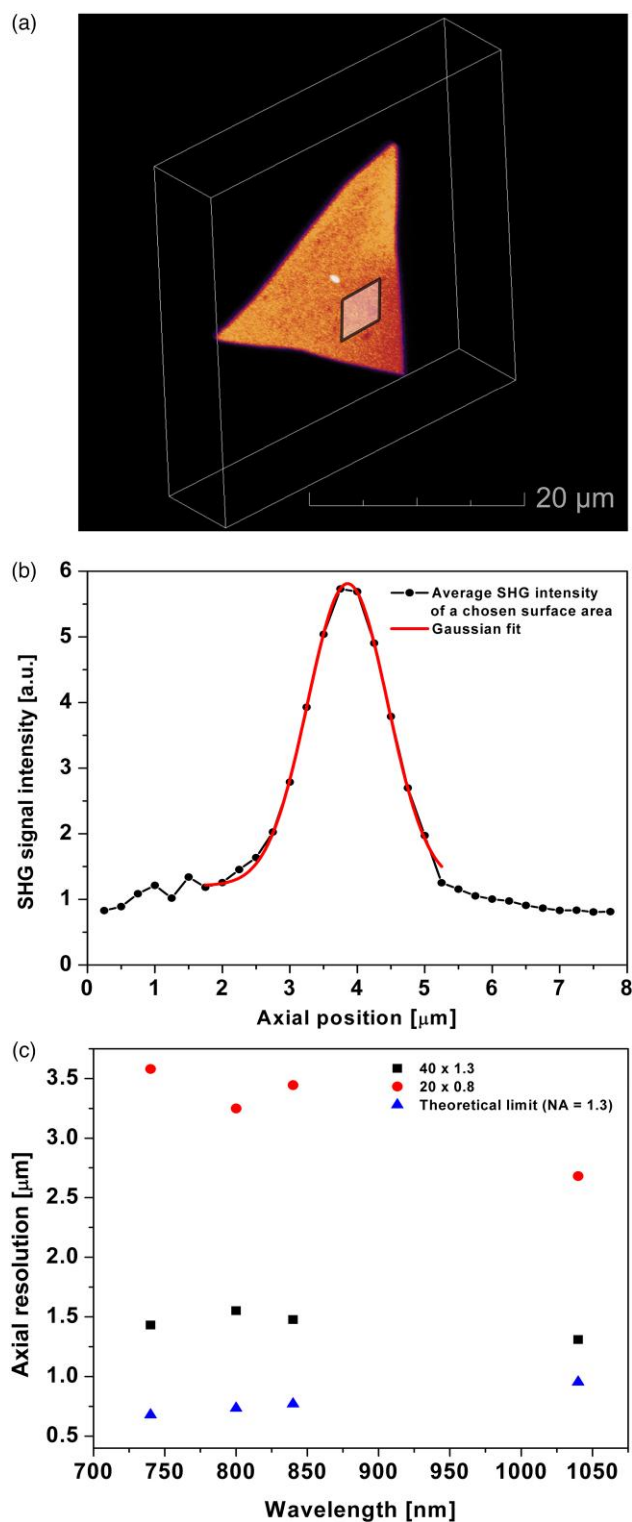 (a)
20 µm
(b)
6
5
4
3
2
1
0
SHG signal intensity [a.u.]
Average SHG intensity
of a chosen surface area
Gaussian fit
0 1 2 3 4 5 6 7 8
Axial position [µm]
(c)
3.5
3.0
2.5
2.0
1.5
1.0
0.5
Axial resolution [µm]
40 x 1.3
20 x 0.8
Theoretical limit (NA = 1.3)
700 750 800 850 900 950 1000 1050
Wavelength [nm]